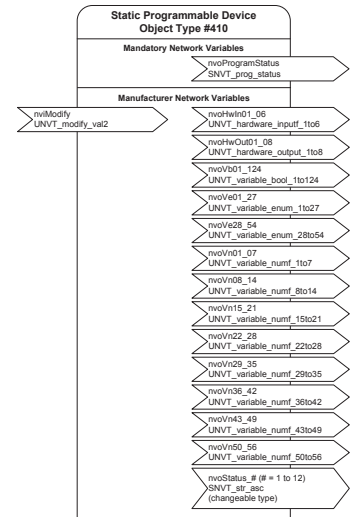 Static Programmable Device
Object Type #410
Mandatory Network Variables
nvoProgramStatus
SNVT_prog_status
Manufacturer Network Variables
nviModify
UNVT_modify_val2
nvoHwIn01_06
UNVT_hardware_inputf_1to6
nvoHwOut01_08
UNVT_hardware_output_1to8
nvoVb01_124
UNVT_variable_bool_1to124
nvoVe01_27
UNVT_variable_enum_1to27
nvoVe28_54
UNVT_variable_enum_28to54
nvoVn01_07
UNVT_variable_numf_1to7
nvoVn08_14
UNVT_variable_numf_8to14
nvoVn15_21
UNVT_variable_numf_15to21
nvoVn22_28
UNVT_variable_numf_22to28
nvoVn29_35
UNVT_variable_numf_29to35
nvoVn36_42
UNVT_variable_numf_36to42
nvoVn43_49
UNVT_variable_numf_43to49
nvoVn50_56
UNVT_variable_numf_50to56
nvoStatus_# (# = 1 to 12)
SNVT_str_asc
(changeable type)